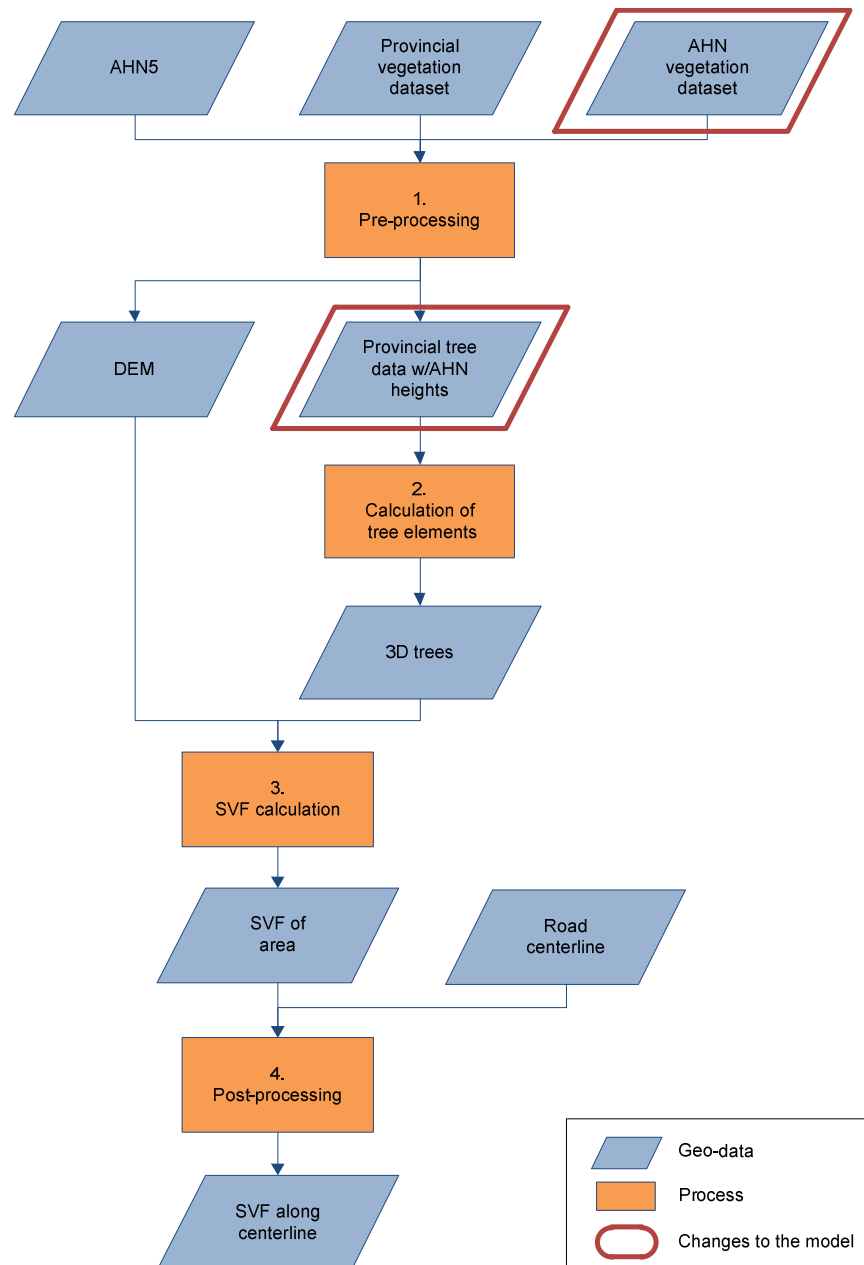 AHN5
Provincial
vegetation
dataset
AHN
vegetation
dataset
1.
Pre-processing
DEM
Provincial tree
data w/AHN
heights
2.
Calculation of
tree elements
3D trees
3.
SVF calculation
SVF of
area
Road
centerline
4.
Post-processing
SVF along
centerline
Geo-data
Process
Changes to the model